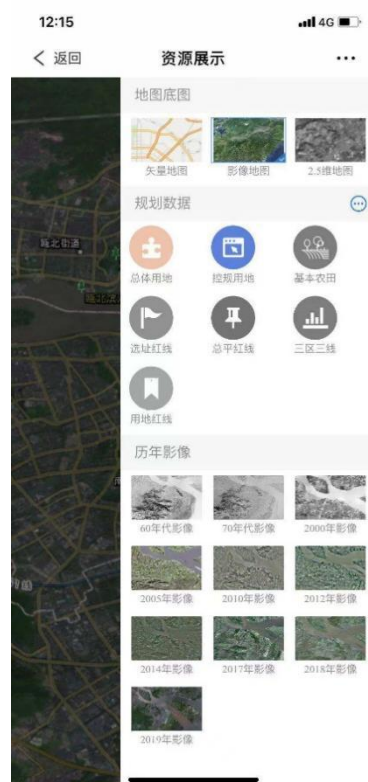 12:15
4G
返回
资源展示
地图底图
矢量地图
影像地图
2.5维地图
规划数据
总体用地
控规用地
基本农田
选址红线
总平红线
三区三线
用地红线
历年影像
60年代影像
70年代影像
2000年影像
2005年影像
2010年影像
2012年影像
2014年影像
2017年影像
2018年影像
2019年影像